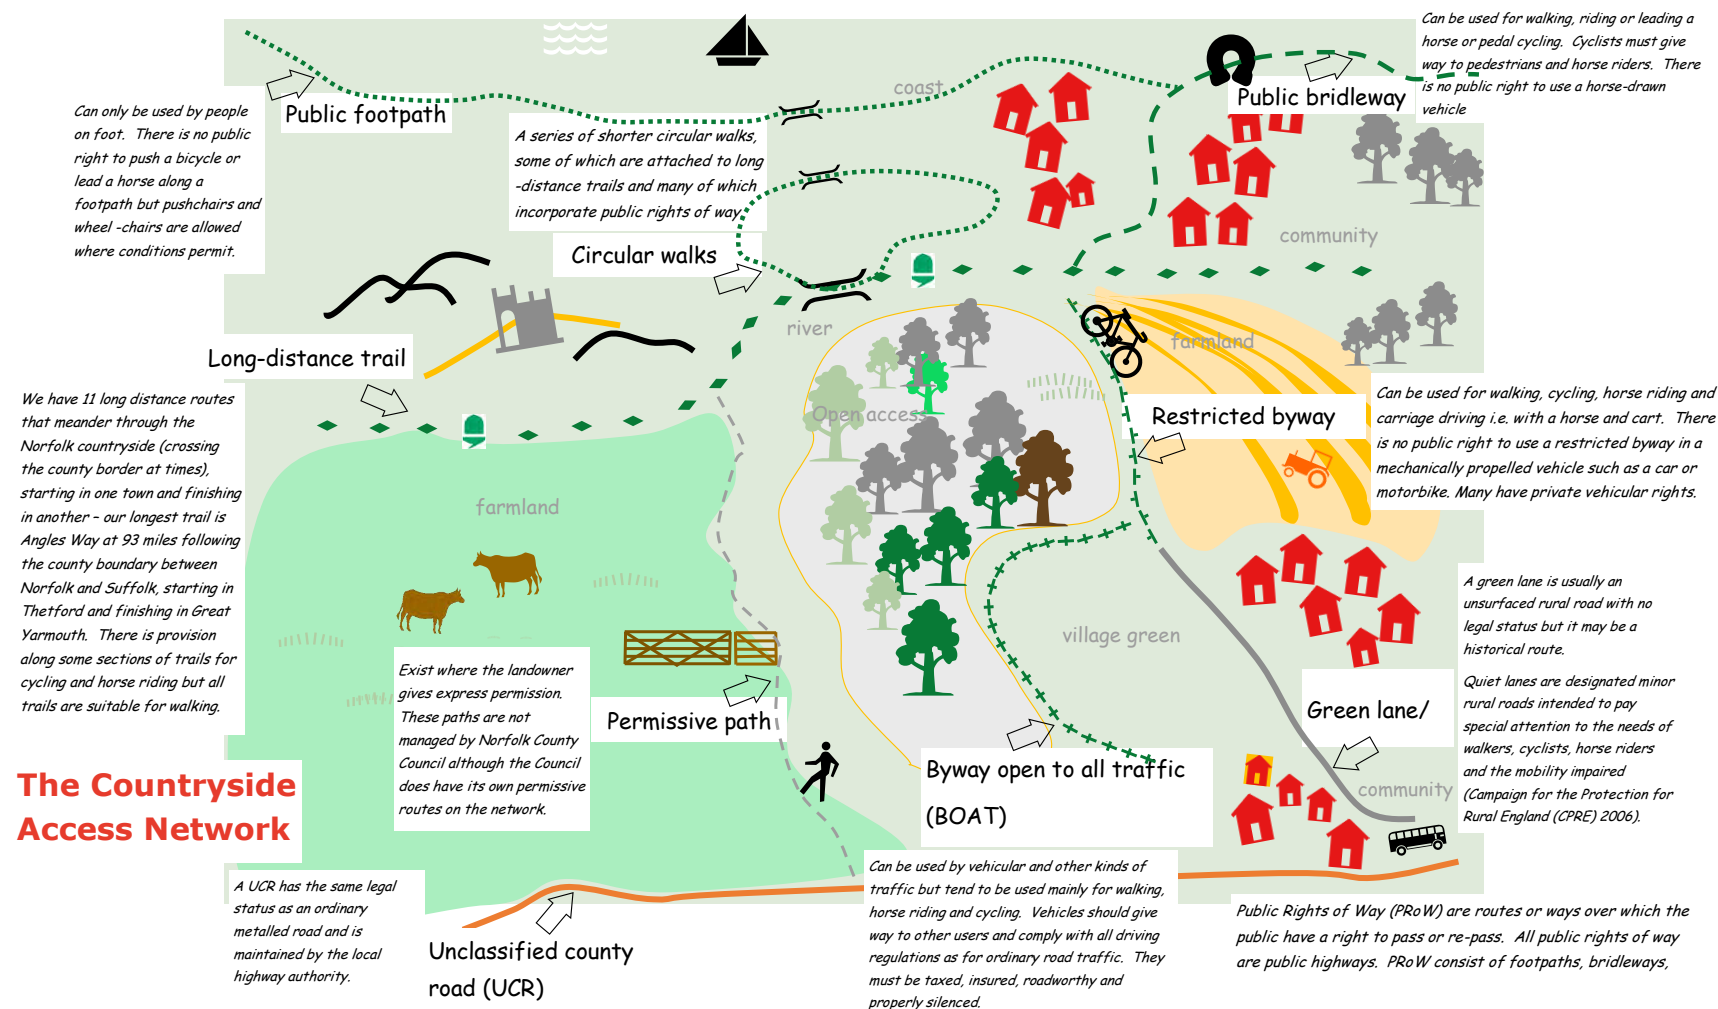 Can be used for walking, riding or leading a
horse or pedal cycling. Cyclists must give
way to pedestrians and horse riders. There
is no public right to use a horse-drawn
vehicle
Public bridleway
coast
Public footpath
Can only be used by people
on foot. There is no public
right to push a bicycle or
lead a horse along a
footpath but pushchairs and
wheel -chairs are allowed
where conditions permit.
A series of shorter circular walks,
some of which are attached to long
-distance trails and many of which
incorporate public rights of way.
Circular walks
community
river
farmland
Long-distance trail
We have 11 long distance routes
that meander through the
Norfolk countryside (crossing
the county border at times),
starting in one town and finishing
in another – our longest trail is
Angles Way at 93 miles following
the county boundary between
Norfolk and Suffolk, starting in
Thetford and finishing in Great
Yarmouth. There is provision
along some sections of trails for
cycling and horse riding but all
trails are suitable for walking.
Open access
Restricted byway
Can be used for walking, cycling, horse riding and
carriage driving i.e. with a horse and cart. There
is no public right to use a restricted byway in a
mechanically propelled vehicle such as a car or
motorbike. Many have private vehicular rights.
farmland
village green
A green lane is usually an
unsurfaced rural road with no
legal status but it may be a
historical route.
Quiet lanes are designated minor
rural roads intended to pay
special attention to the needs of
walkers, cyclists, horse riders
and the mobility impaired
(Campaign for the Protection for
Rural England (CPRE) 2006).
Green lane/
community
Exist where the landowner
gives express permission.
These paths are not
managed by Norfolk County
Council although the Council
does have its own permissive
routes on the network.
Permissive path
Byway open to all traffic
(BOAT)
Can be used by vehicular and other kinds of
traffic but tend to be used mainly for walking,
horse riding and cycling. Vehicles should give
way to other users and comply with all driving
regulations as for ordinary road traffic. They
must be taxed, insured, roadworthy and
properly silenced.
The Countryside
Access Network
A UCR has the same legal
status as an ordinary
metalled road and is
maintained by the local
highway authority.
Unclassified county
road (UCR)
Public Rights of Way (PRoW) are routes or ways over which the
public have a right to pass or re-pass. All public rights of way
are public highways. PRoW consist of footpaths, bridleways,